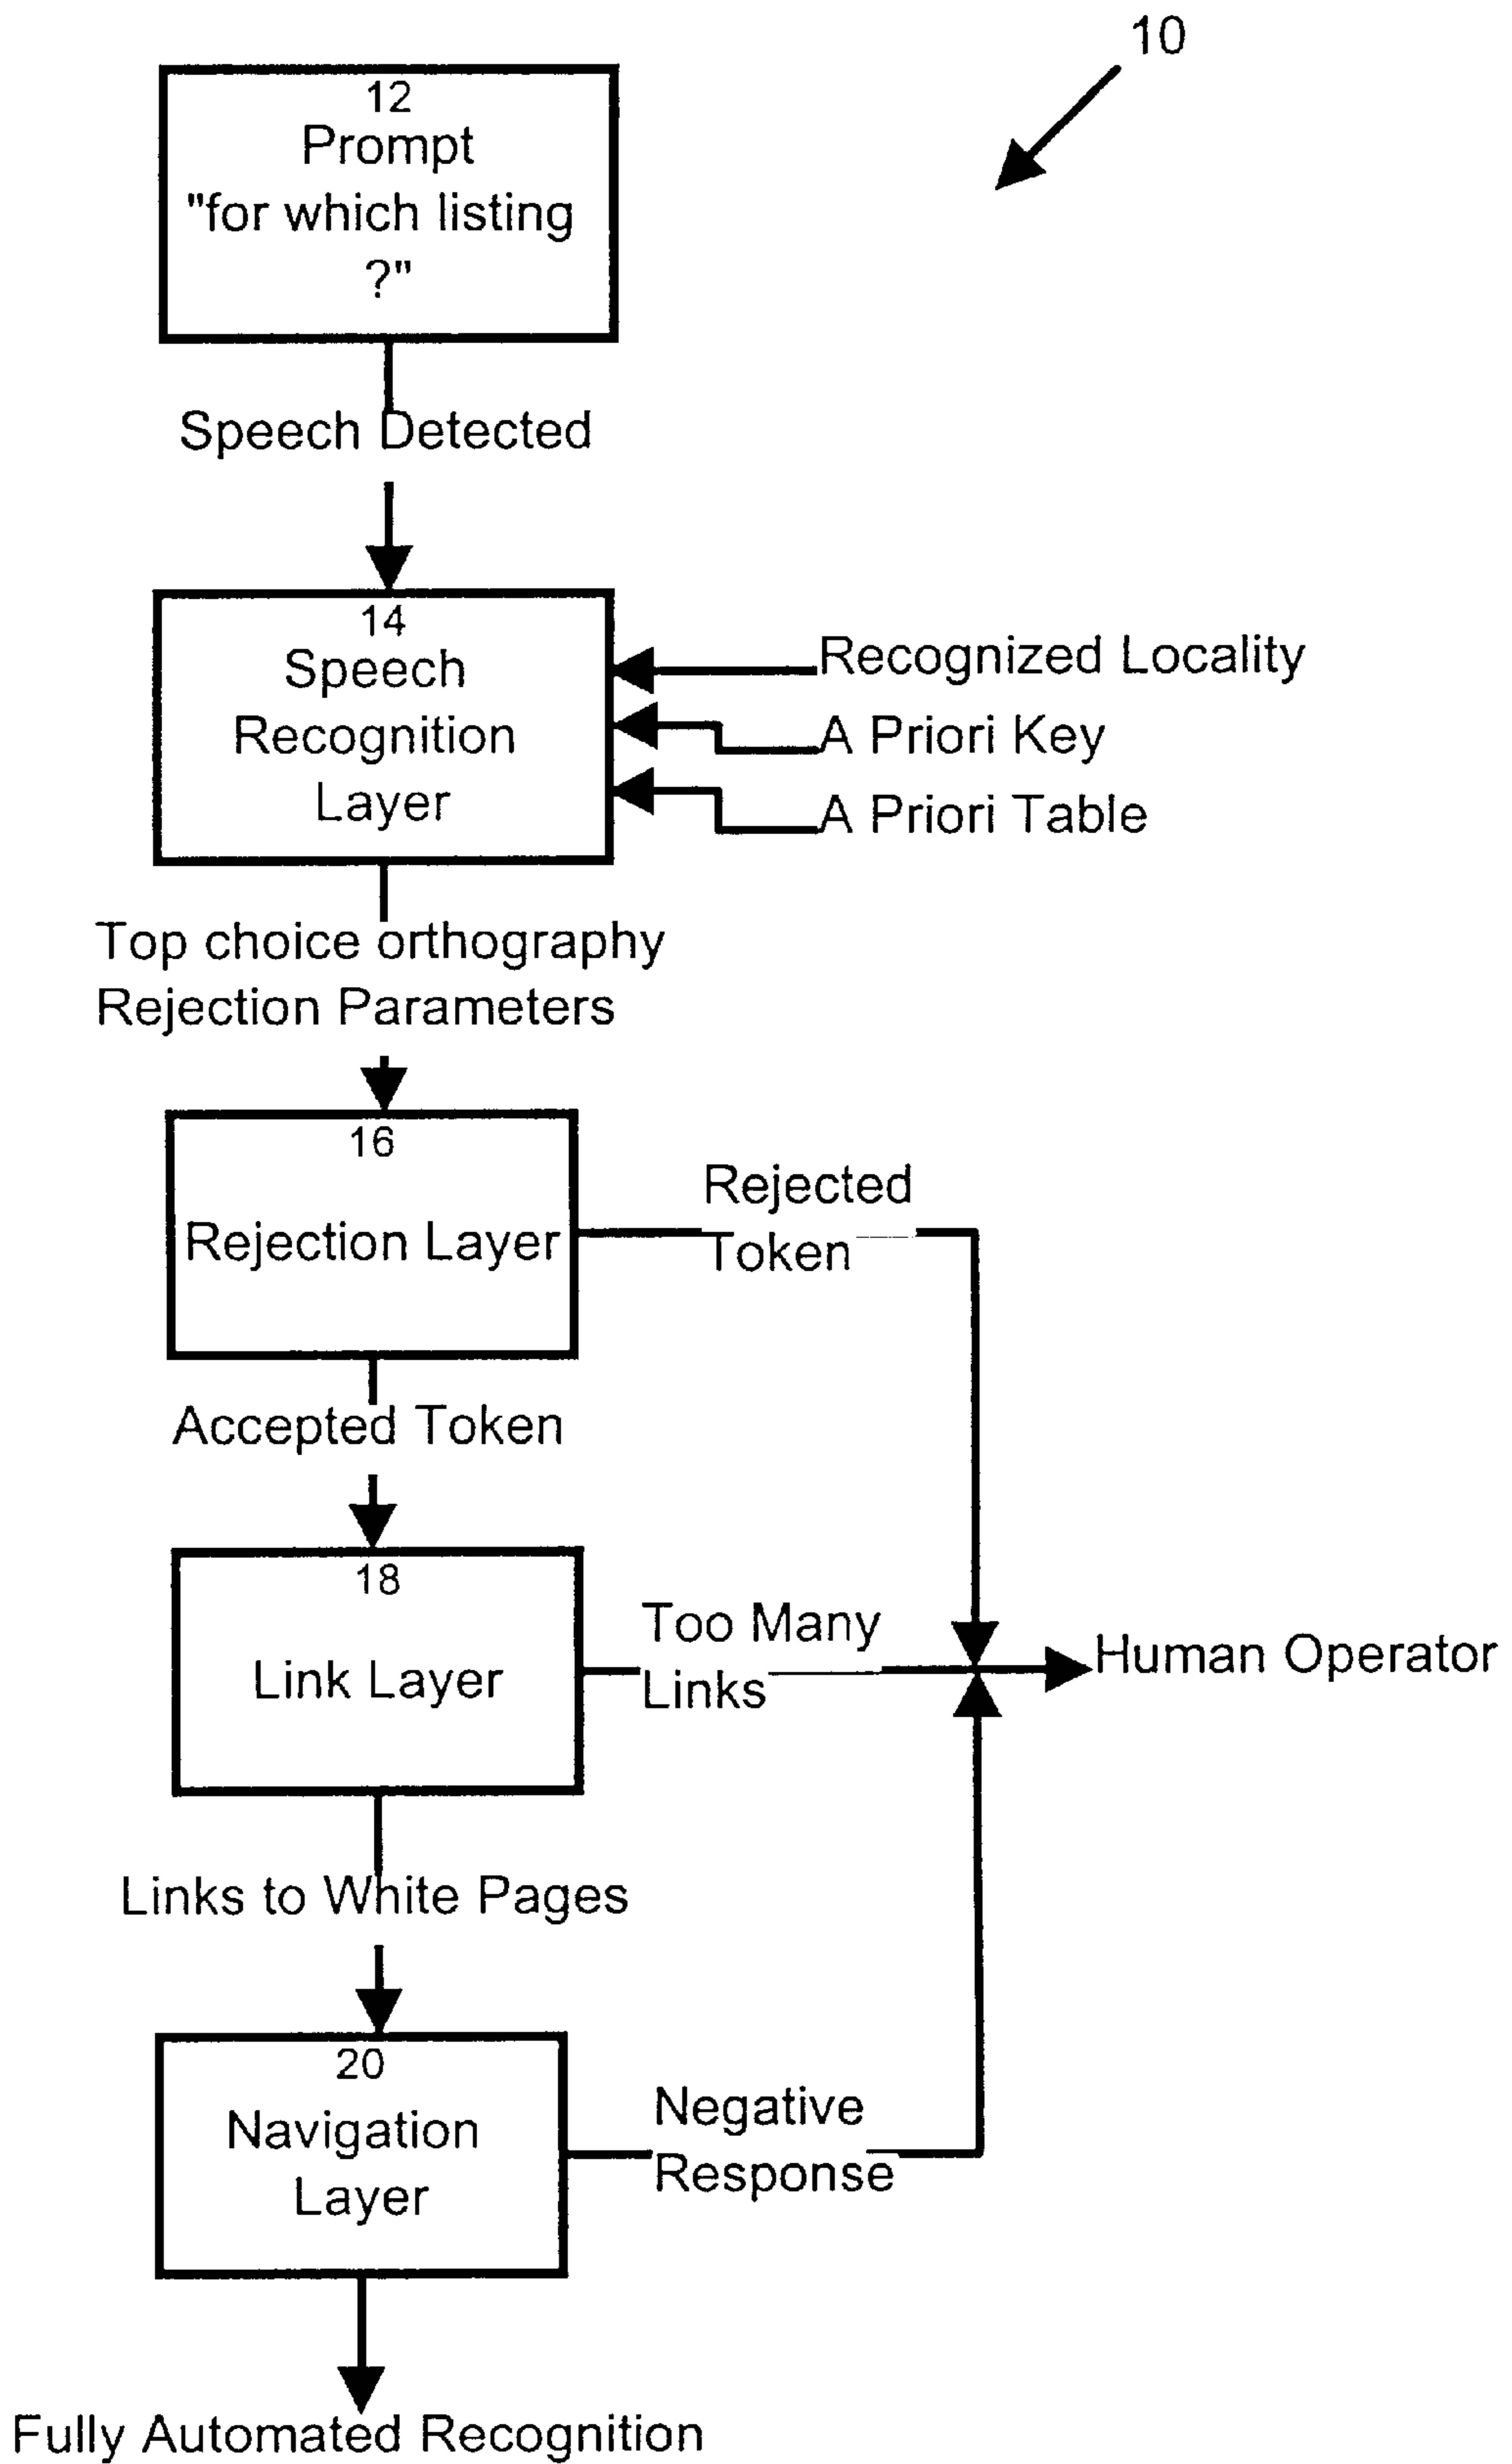 10
12
Prompt
"for which listing
?"
Speech Detected
14
Speech
Recognition
Layer
Recognized Locality
A Priori Key
A Priori Table
Top choice orthography
Rejection Parameters
16
Rejection Layer
Rejected
Token
Accepted Token
18
Link Layer
Too Many
Links
Human Operator
Links to White Pages
20
Navigation
Layer
Negative
Response
Fully Automated Recognition